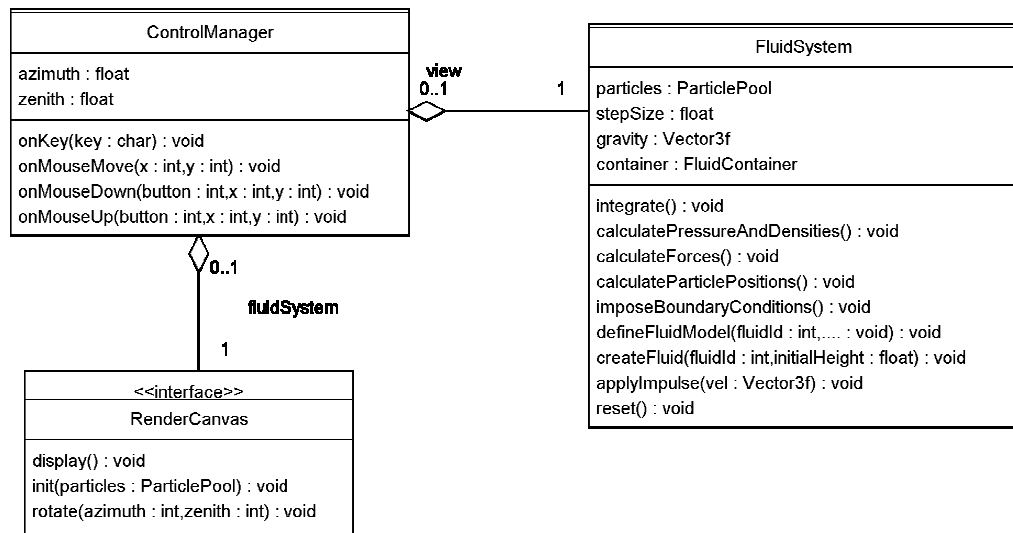 ControlManager
azimuth : float
zenith : float
onKey(key : char) : void
onMouseMove(x : int,y : int) : void
onMouseDown(button : int,x : int,y : int) : void
onMouseUp(button : int,x : int,y : int) : void
view
0..1
1
FluidSystem
particles : ParticlePool
stepSize : float
gravity : Vector3f
container : FluidContainer
integrate() : void
calculatePressureAndDensities() : void
calculateForces() : void
calculateParticlePositions() : void
imposeBoundaryConditions() : void
defineFluidModel(fluidId : int,.... : void) : void
createFluid(fluidId : int,initialHeight : float) : void
applyImpulse(vel : Vector3f) : void
reset() : void
0..1
fluidSystem
1
<<interface>>
RenderCanvas
display() : void
init(particles : ParticlePool) : void
rotate(azimuth : int,zenith : int) : void